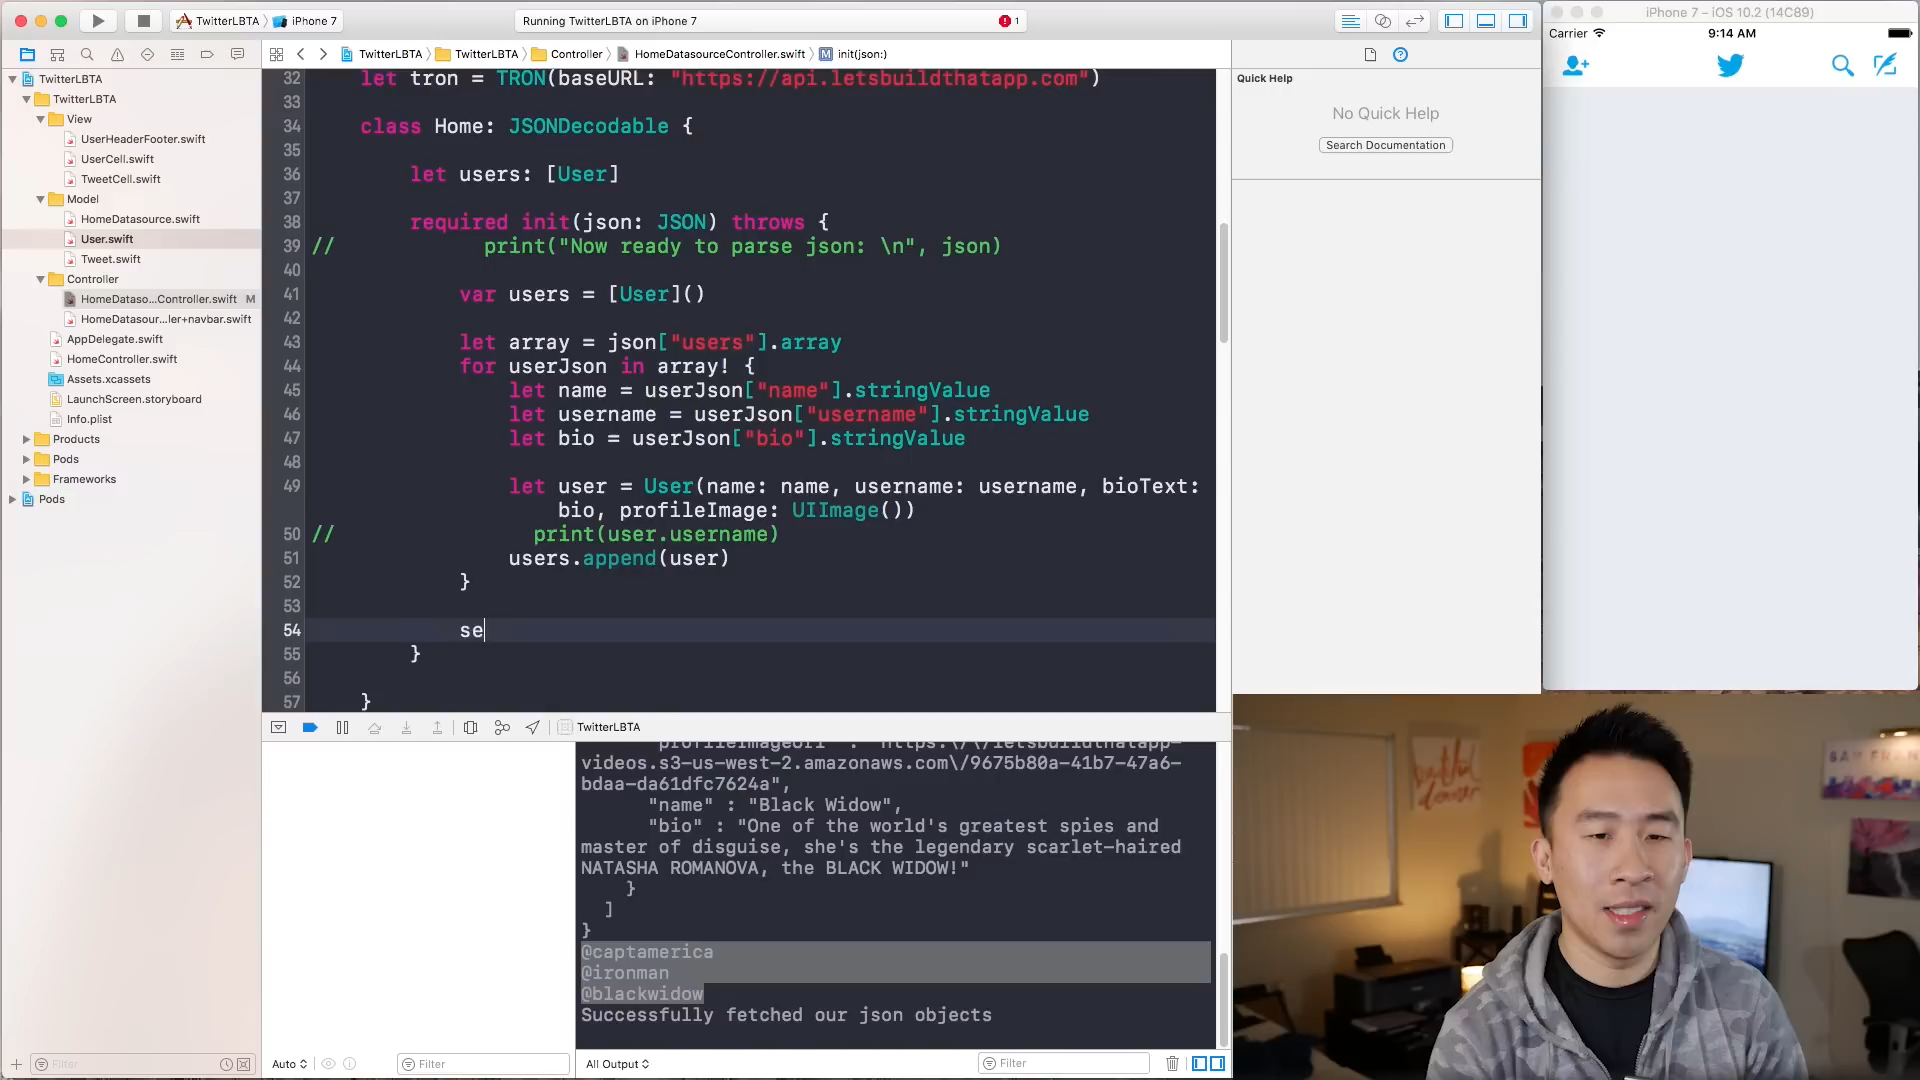 TwitterLBTA 〉 iPhone 7
Running TwitterLBTA on iPhone 7
1
iPhone 7 – iOS 10.2 (14C89)
Carrier
9:14 AM
TwitterLBTA 〉 TwitterLBTA 〉 Controller 〉 HomeDatasourceController.swift 〉 M init(json:)
TwitterLBTA
TwitterLBTA
View
UserHeaderFooter.swift
UserCell.swift
TweetCell.swift
Model
HomeDatasource.swift
User.swift
Tweet.swift
Controller
HomeDataso...Controller.swift M
HomeDatasour...ler+navbar.swift
AppDelegate.swift
HomeController.swift
Assets.xcassets
LaunchScreen.storyboard
Info.plist
Products
Pods
Frameworks
Pods
Filter
32 let tron = TRON(baseURL: "https://api.letsbuildthatapp.com")
33
34 class Home: JSONDecodable {
35
36 let users: [User]
37
38 required init(json: JSON) throws {
39 // print("Now ready to parse json: \n", json)
40
41 var users = [User]()
42
43 let array = json["users"].array
44 for userJson in array! {
45 let name = userJson["name"].stringValue
46 let username = userJson["username"].stringValue
47 let bio = userJson["bio"].stringValue
48
49 let user = User(name: name, username: username, bioText:
bio, profileImage: UIImage())
50 // print(user.username)
51 users.append(user)
52 }
53
54 se
55 }
56
57 }
Quick Help
No Quick Help
Search Documentation
TwitterLBTA
videos.s3-us-west-2.amazonaws.com\/9675b80a-41b7-47a6-
bdaa-da61dfc7624a",
"name" : "Black Widow",
"bio" : "One of the world's greatest spies and
master of disguise, she's the legendary scarlet-haired
NATASHA ROMANOVA, the BLACK WIDOW!"
}
]
}
@captamerica
@ironman
@blackwidow
Successfully fetched our json objects
Auto
Filter
All Output
Filter